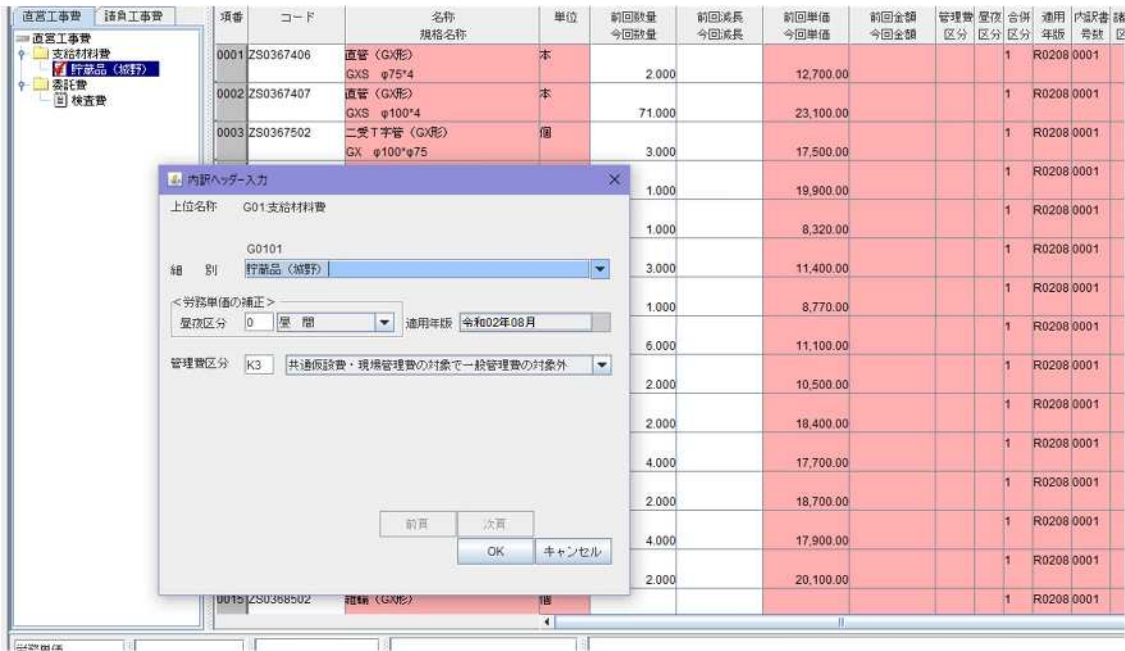 直営工事費 請負工事費
直営工事費
支給材料費
貯蔵品（城野）
委託費
検査費
項番 コード 名称 単位 前回数量 前回減長 前回単価 前回金額 管理費 昼夜 合併 適用 内訳書 諸
規格名称 今回数量 今回減長 今回単価 今回金額 区分 区分 区分 年版 号数 区
0001 ZS0367406 直管（GX形） 本 1 R0208 0001
GXS φ75*4 2.000 12,700.00
0002 ZS0367407 直管（GX形） 本 1 R0208 0001
GXS φ100*4 71.000 23,100.00
0003 ZS0367502 二受T字管（GX形） 個 1 R0208 0001
GX φ100*φ75 3.000 17,500.00
1 R0208 0001
1.000 19,900.00
1 R0208 0001
1.000 8,320.00
1 R0208 0001
3.000 11,400.00
1 R0208 0001
1.000 8,770.00
1 R0208 0001
6.000 11,100.00
1 R0208 0001
2.000 10,500.00
1 R0208 0001
2.000 18,400.00
1 R0208 0001
4.000 17,700.00
1 R0208 0001
2.000 18,700.00
1 R0208 0001
4.000 17,900.00
1 R0208 0001
2.000 20,100.00
0015 ZS0368502 （GX形） 個 1 R0208 0001
内訳ヘッダー入力
上位名称 G01:支給材料費
G0101
組 別 貯蔵品（城野）
＜労務単価の補正＞
昼夜区分 0 昼 間 適用年版 令和02年08月
管理費区分 K3 共通仮設費・現場管理費の対象で一般管理費の対象外
前頁 次頁
OK キャンセル
労務単価